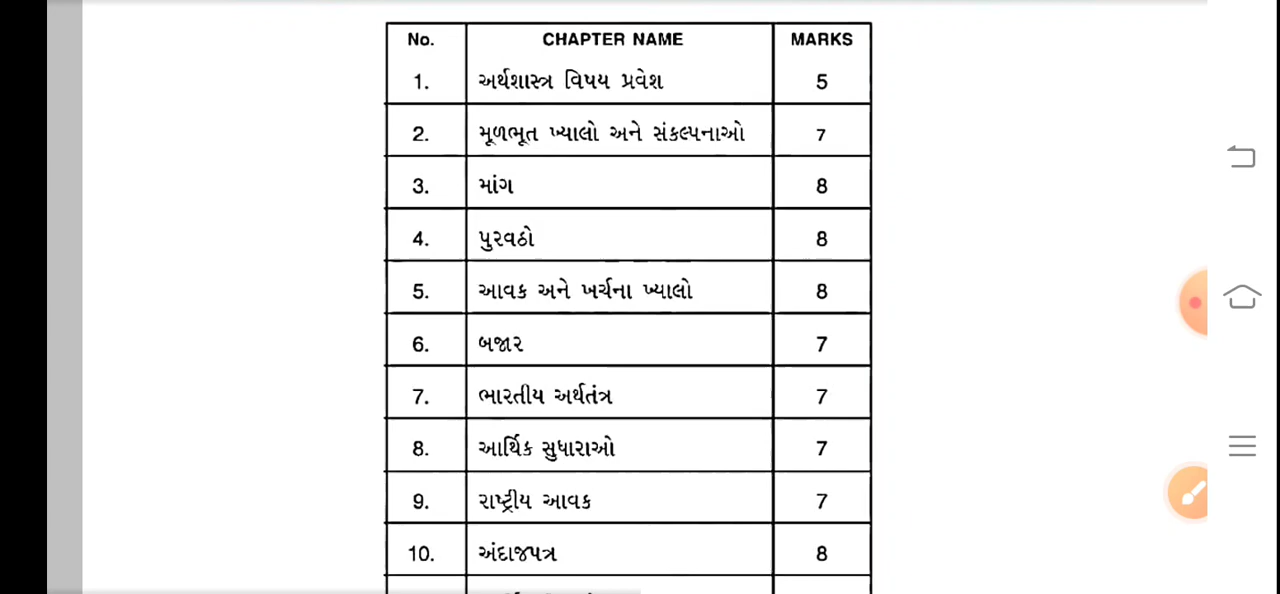 No. CHAPTER NAME MARKS
1. અર્થશાસ્ત્ર વિષય પ્રવેશ 5
2. મૂળભૂત ખ્યાલો અને સંકલ્પનાઓ 7
3. માંગ 8
4. પુરવઠો 8
5. આવક અને ખર્ચના ખ્યાલો 8
6. બજાર 7
7. ભારતીય અર્થતંત્ર 7
8. આર્થિક સુધારાઓ 7
9. રાષ્ટ્રીય આવક 7
10. અંદાજપત્ર 8